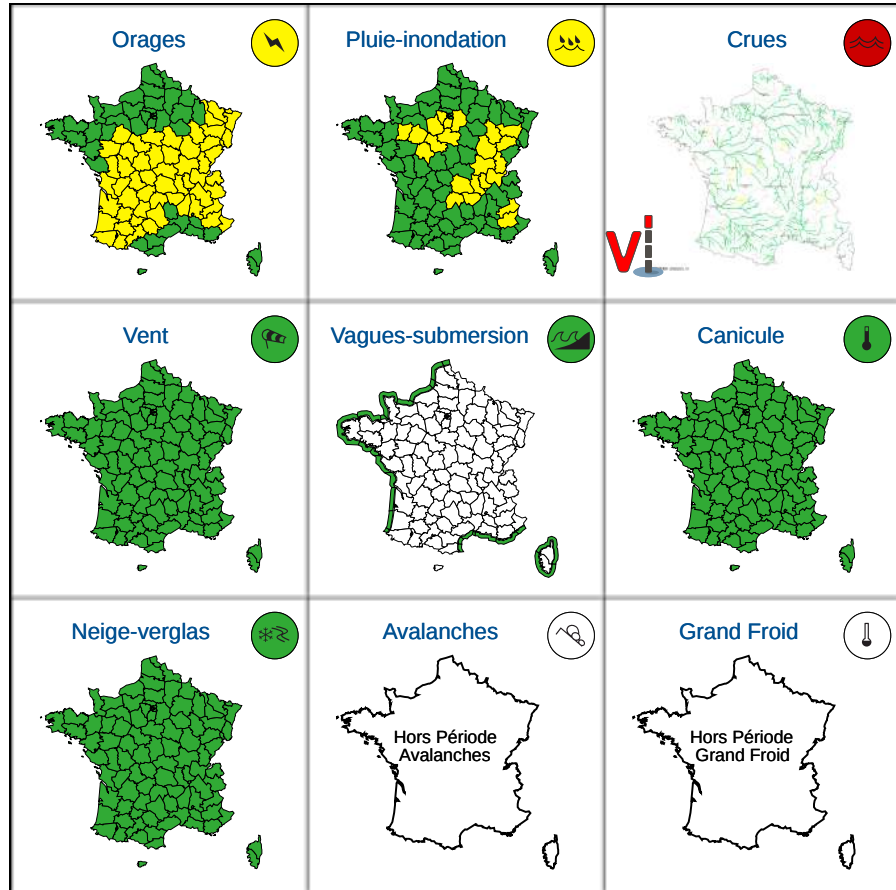 Orages
Pluie-inondation
Crues
Vi
Vent
Vagues-submersion
Canicule
Neige-verglas
Avalanches
Grand Froid
Hors Période
Avalanches
Hors Période
Grand Froid